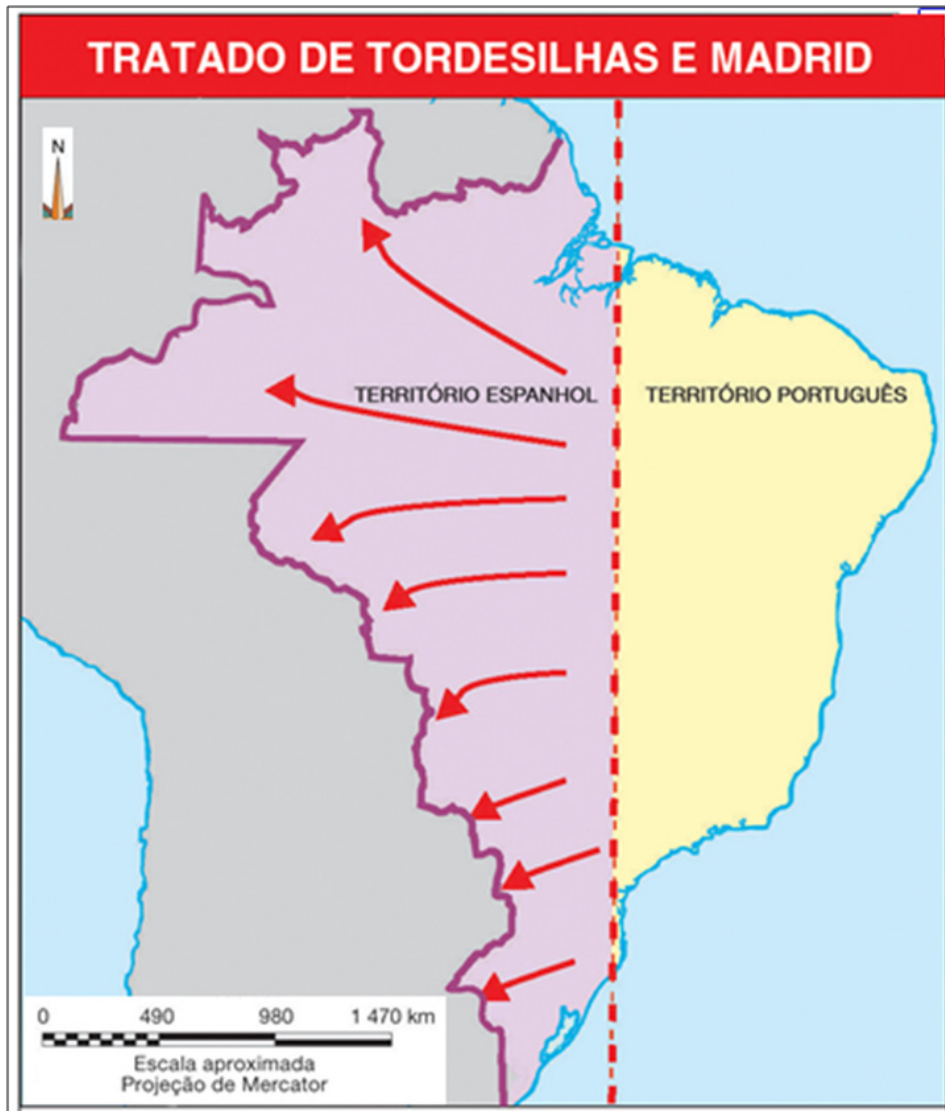 TRATADO DE TORDESILHAS E MADRID
N
TERRITÓRIO ESPANHOL
TERRITÓRIO PORTUGUÊS
0 490 980 1 470 km
Escala aproximada
Projeção de Mercator